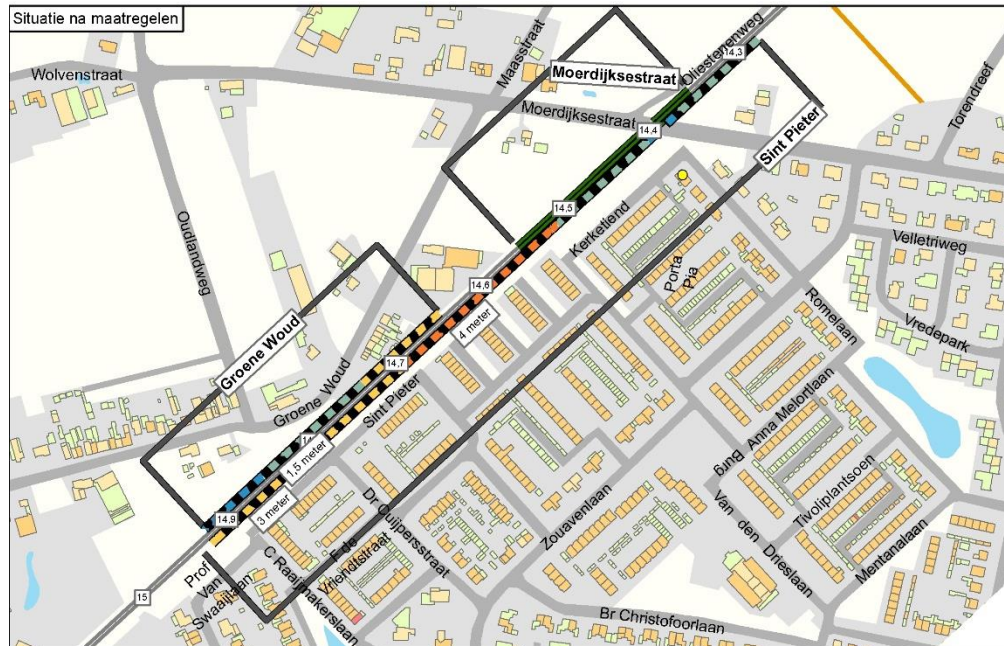 Situatie na maatregelen
Wolvenstraat
Maasstraat
Oliestenenweg
14,3
Moerdijksestraat
Moerdijksestraat
14,4
Torendreef
Sint Pieter
Oudlandweg
14,5
Kerketiend
Velletriweg
Porta Pia
14,6
4 meter
Romelaan
Vredepark
Groene Woud
Groene Woud
14,7
Sint Pieter
Burg Anna Melortlaan
1,5 meter
3 meter
14,9
Dr Cuijpersstraat
Zouavenlaan
Tivoliplantsoen
Van den Drieslaan
Mentanalaan
Prof
Van
Swaaijlaan
C Raaijmakerslaan
F de
Vriendtstraat
15
Br Christofoorlaan